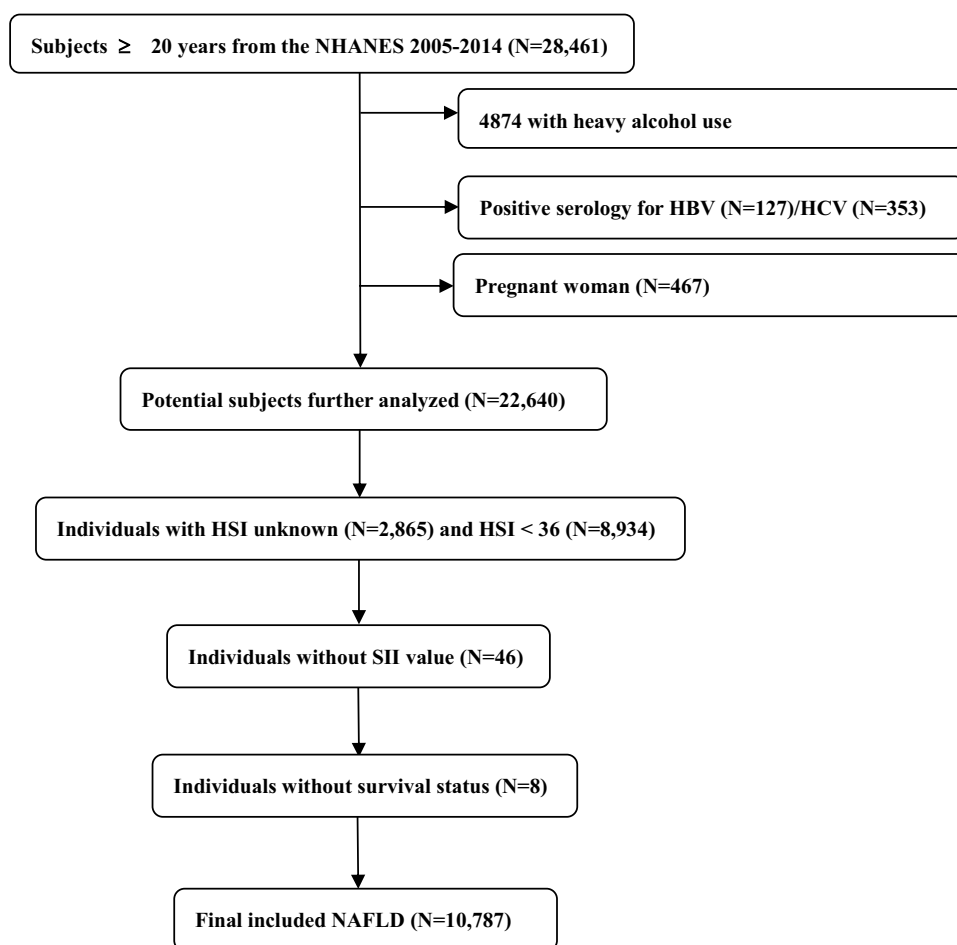 Subjects ≥ 20 years from the NHANES 2005-2014 (N=28,461)
4874 with heavy alcohol use
Positive serology for HBV (N=127)/HCV (N=353)
Pregnant woman (N=467)
Potential subjects further analyzed (N=22,640)
Individuals with HSI unknown (N=2,865) and HSI < 36 (N=8,934)
Individuals without SII value (N=46)
Individuals without survival status (N=8)
Final included NAFLD (N=10,787)